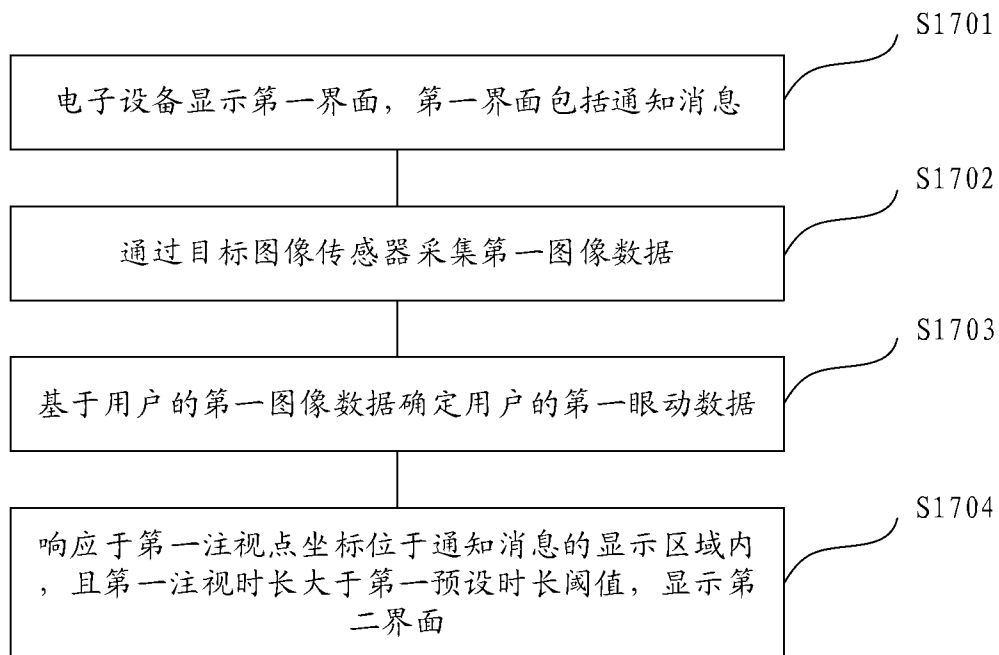 S1701
电子设备显示第一界面，第一界面包括通知消息
S1702
通过目标图像传感器采集第一图像数据
S1703
基于用户的第一图像数据确定用户的第一眼动数据
S1704
响应于第一注视点坐标位于通知消息的显示区域内
，且第一注视时长大于第一预设时长阈值，显示第
二界面